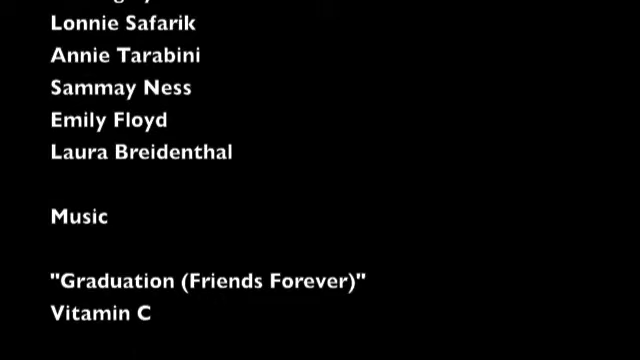 Lonnie Safarik
Annie Tarabini
Sammay Ness
Emily Floyd
Laura Breidenthal
Music
"Graduation (Friends Forever)"
Vitamin C